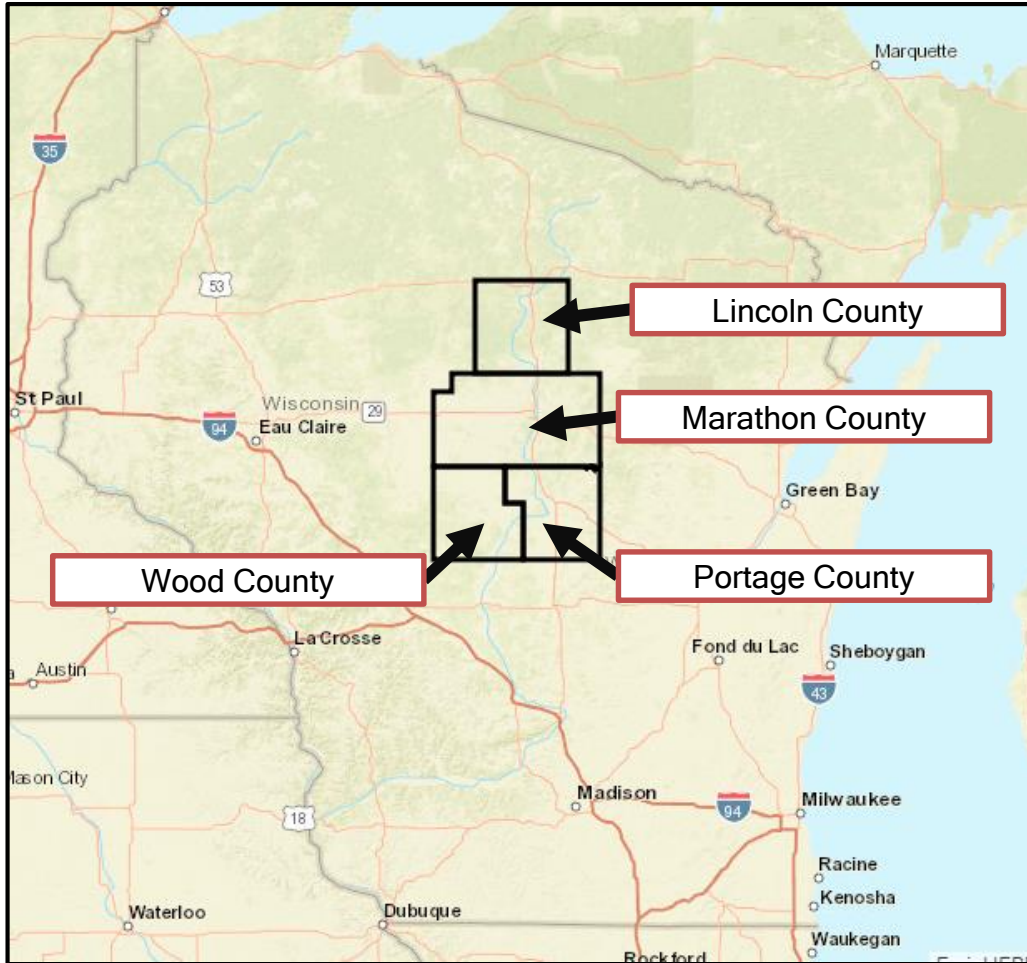 Marquette
35
53
Lincoln County
St Paul
Wisconsin
29
94
Eau Claire
Marathon County
Green Bay
Wood County
Portage County
La Crosse
Fond du Lac
Sheboygan
Austin
43
Mason City
18
Madison
94
Milwaukee
Racine
Kenosha
Waterloo
Dubuque
Waukegan
Rockford